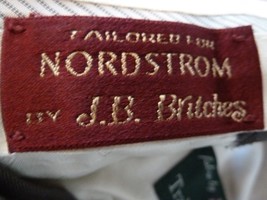 TAILORED FOR
NORDSTROM
BY J.B. Britches